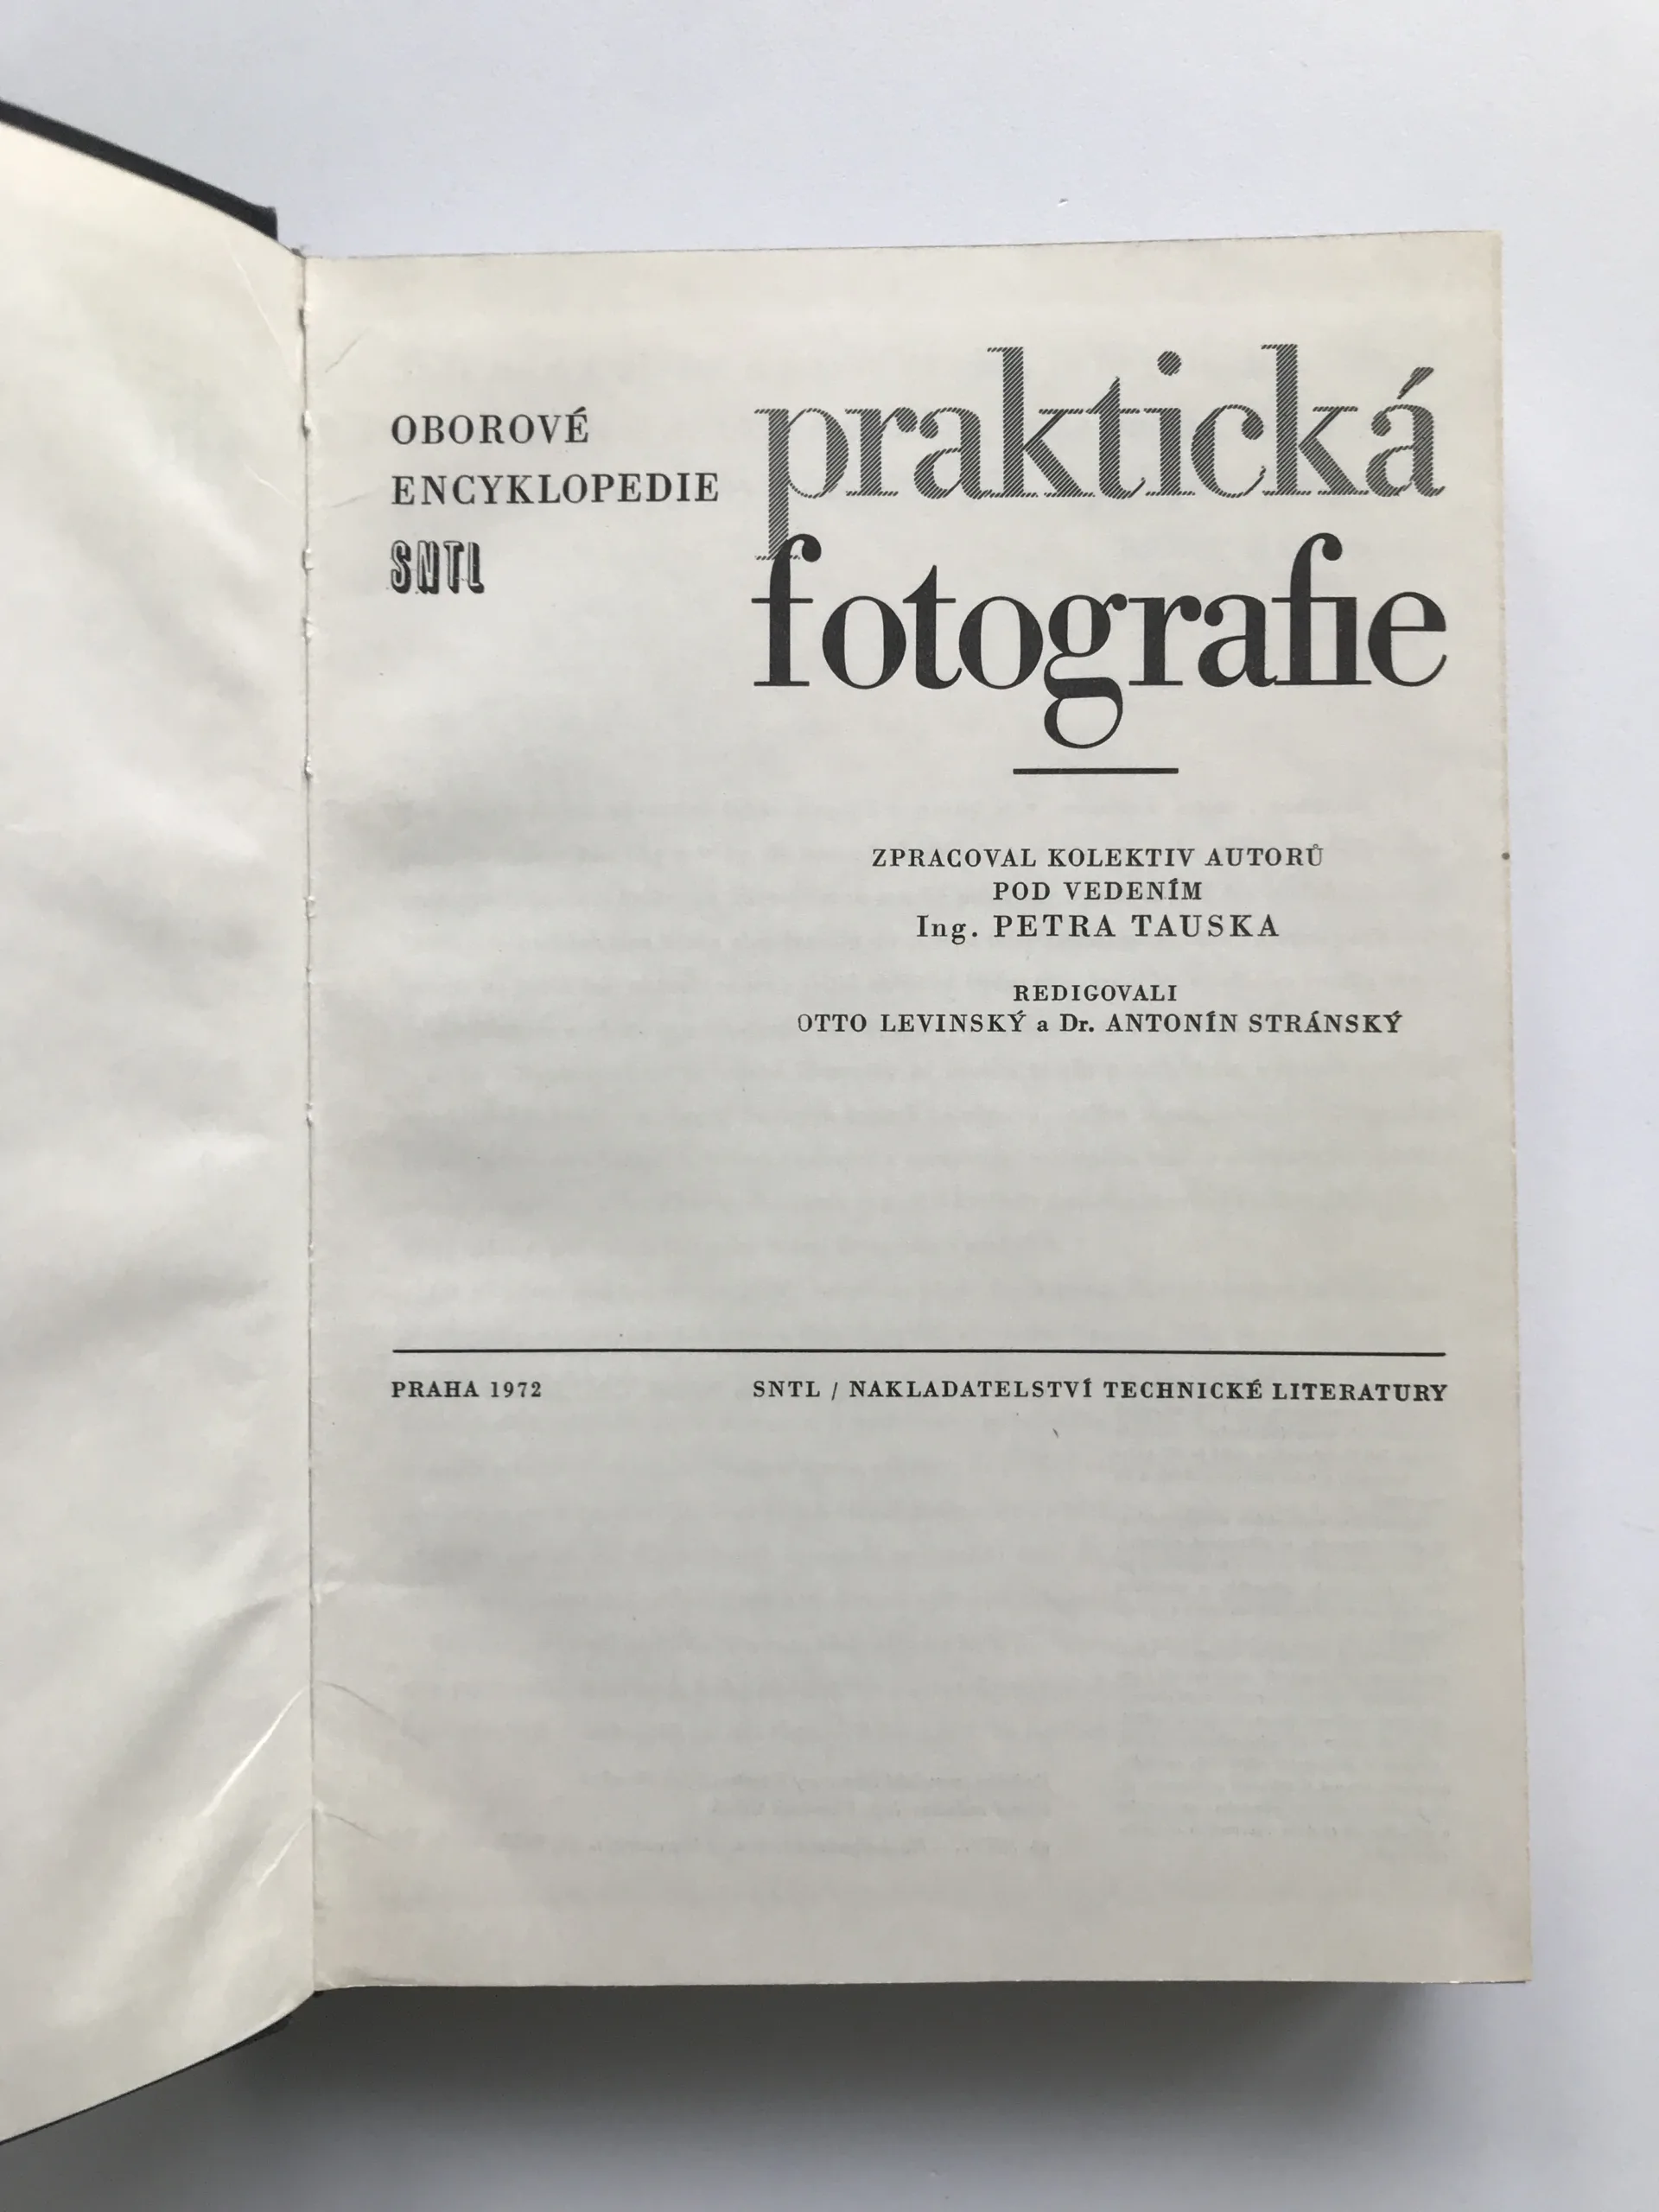 OBOROVÉ
ENCYKLOPEDIE
SNTL
praktická
fotografie
ZPRACOVAL KOLEKTIV AUTORŮ
POD VEDENÍM
Ing. PETRA TAUSKA
REDIGOVALI
OTTO LEVINSKÝ a Dr. ANTONÍN STRÁNSKÝ
PRAHA 1972
SNTL / NAKLADATELSTVÍ TECHNICKÉ LITERATURY